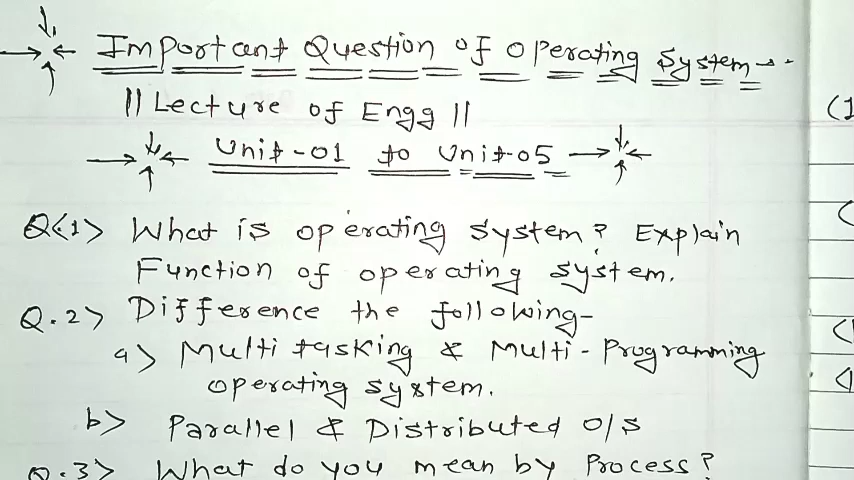 Important Question of Operating System--
|| Lecture of Engg ||
Unit-01 to Unit-05
Q<1> What is operating system? Explain
Function of operating system.
Q.2> Difference the following-
a> Multi tasking & Multi-Programming
operating system.
b> Parallel & Distributed O/S
Q.3> What do you mean by Process?